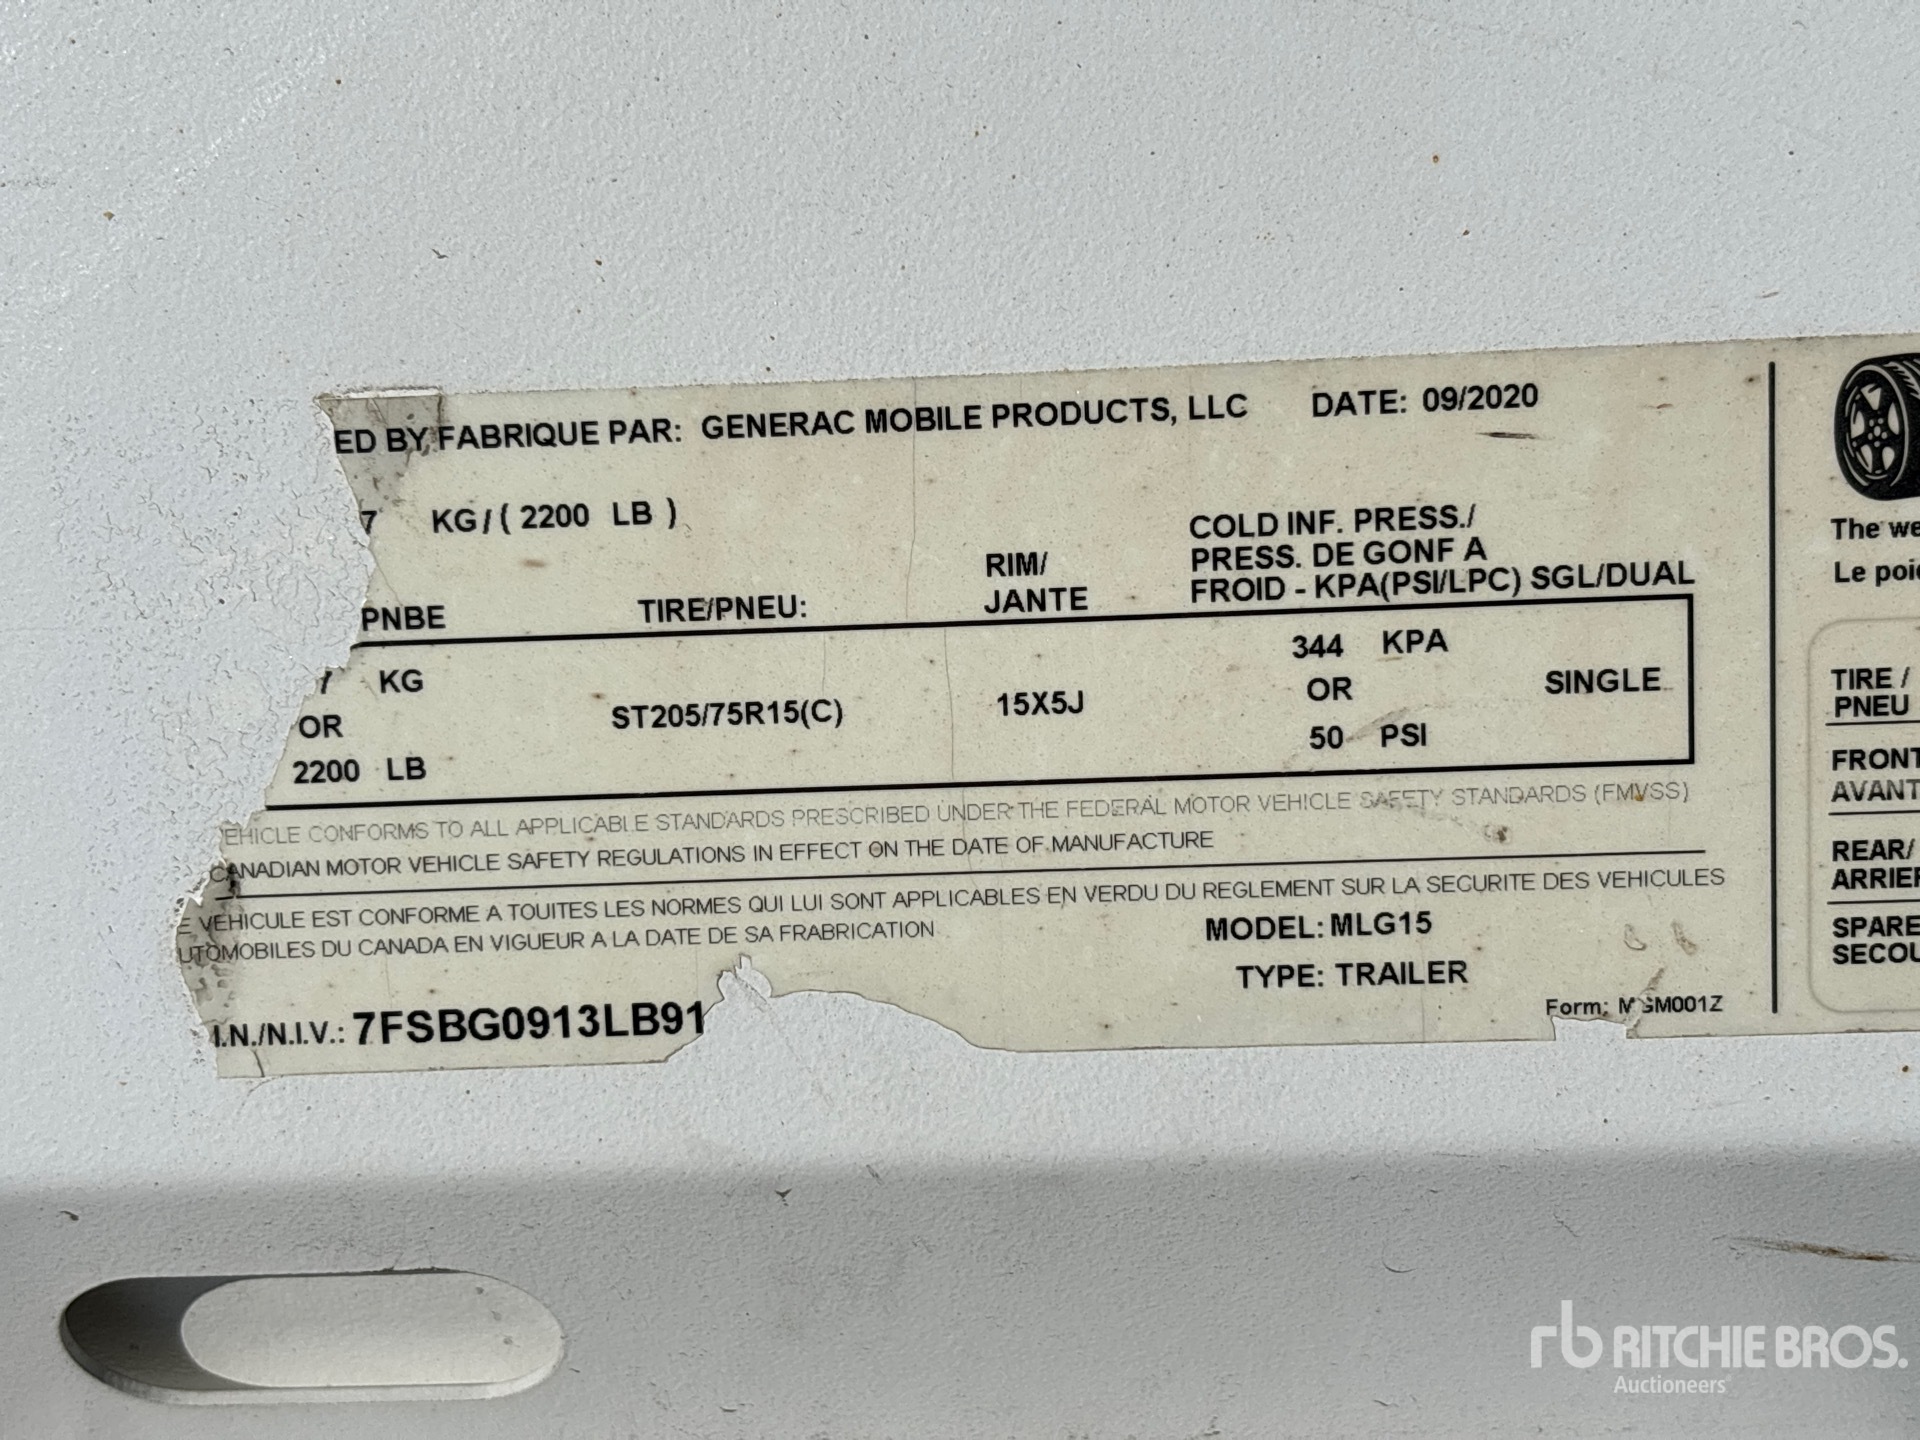 ED BY/FABRIQUE PAR: GENERAC MOBILE PRODUCTS, LLC DATE: 09/2020
7 KG / ( 2200 LB )
COLD INF. PRESS./
PRESS. DE GONF A
FROID - KPA(PSI/LPC) SGL/DUAL
RIM/
JANTE
PNBE TIRE/PNEU:
7 KG
OR
2200 LB
ST205/75R15(C)
15X5J
344 KPA
OR
50 PSI
SINGLE
EHICLE CONFORMS TO ALL APPLICABLE STANDARDS PRESCRIBED UNDER THE FEDERAL MOTOR VEHICLE SAFETY STANDARDS (FMVSS)
CANADIAN MOTOR VEHICLE SAFETY REGULATIONS IN EFFECT ON THE DATE OF MANUFACTURE
E VEHICULE EST CONFORME A TOUITES LES NORMES QUI LUI SONT APPLICABLES EN VERDU DU REGLEMENT SUR LA SECURITE DES VEHICULES
UTOMOBILES DU CANADA EN VIGUEUR A LA DATE DE SA FRABRICATION
MODEL: MLG15
TYPE: TRAILER
I.N./N.I.V.: 7FSBG0913LB91
Form: MGM001Z
The we
Le poi
TIRE /
PNEU
FRONT
AVANT
REAR/
ARRIE
SPARE
SECOU
rb RITCHIE BROS.
Auctioneers